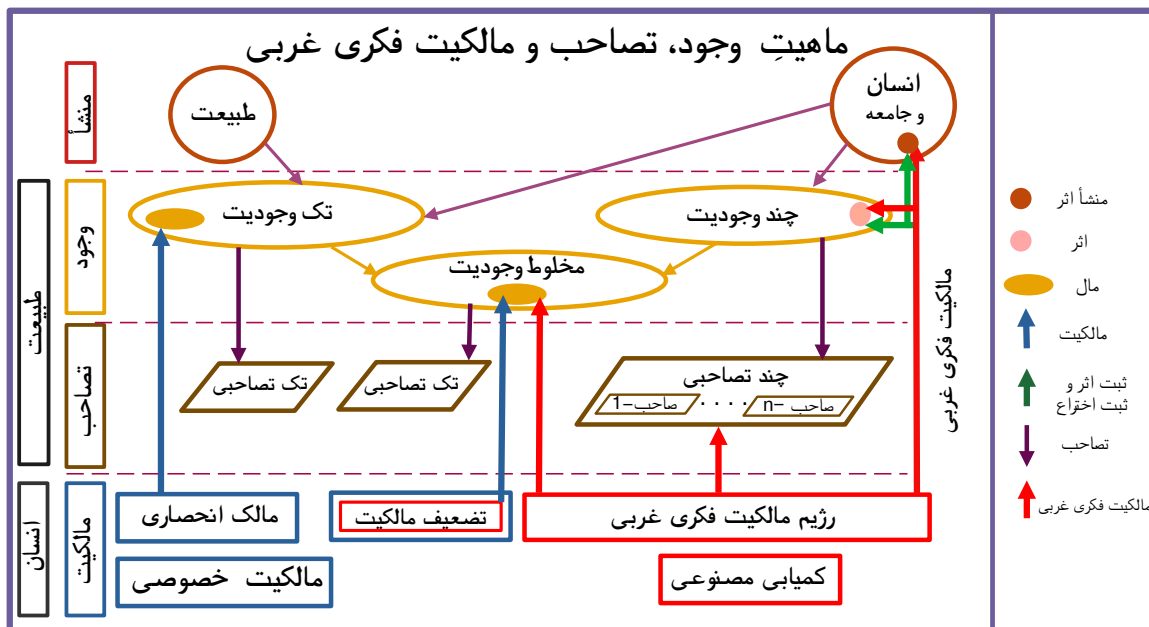 ماهیتِ وجود، تصاحب و مالکیت فکری غربی
منشأ
طبیعت
انسان
و جامعه
طبیعت
وجود
تک وجودیت
چند وجودیت
مخلوط وجودیت
تصاحب
تک تصاحبی
تک تصاحبی
چند تصاحبی
صاحب-1
. . . .
صاحب -n
مالکیت فکری غربی
انسان
مالکیت
مالک انحصاری
تضعیف مالکیت
رژیم مالکیت فکری غربی
مالکیت خصوصی
کمیابی مصنوعی
منشأ اثر
اثر
مال
مالکیت
ثبت اثر و
ثبت اختراع
تصاحب
مالکیت فکری غربی